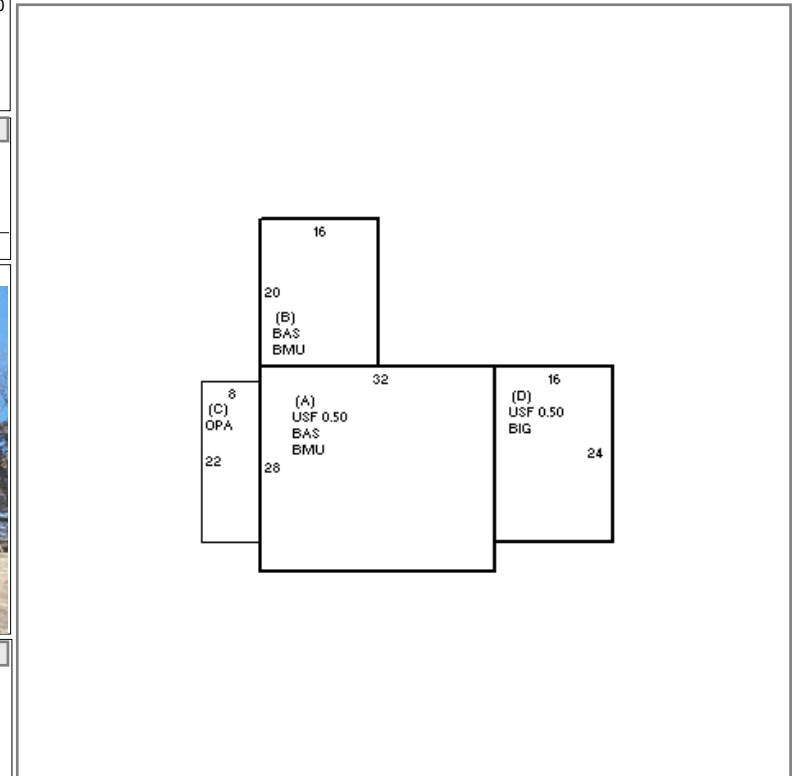 16
20
(B)
BAS
BMU
32
(A)
USF 0.50
BAS
BMU
28
8
(C)
OPA
22
16
(D)
USF 0.50
BIG
24